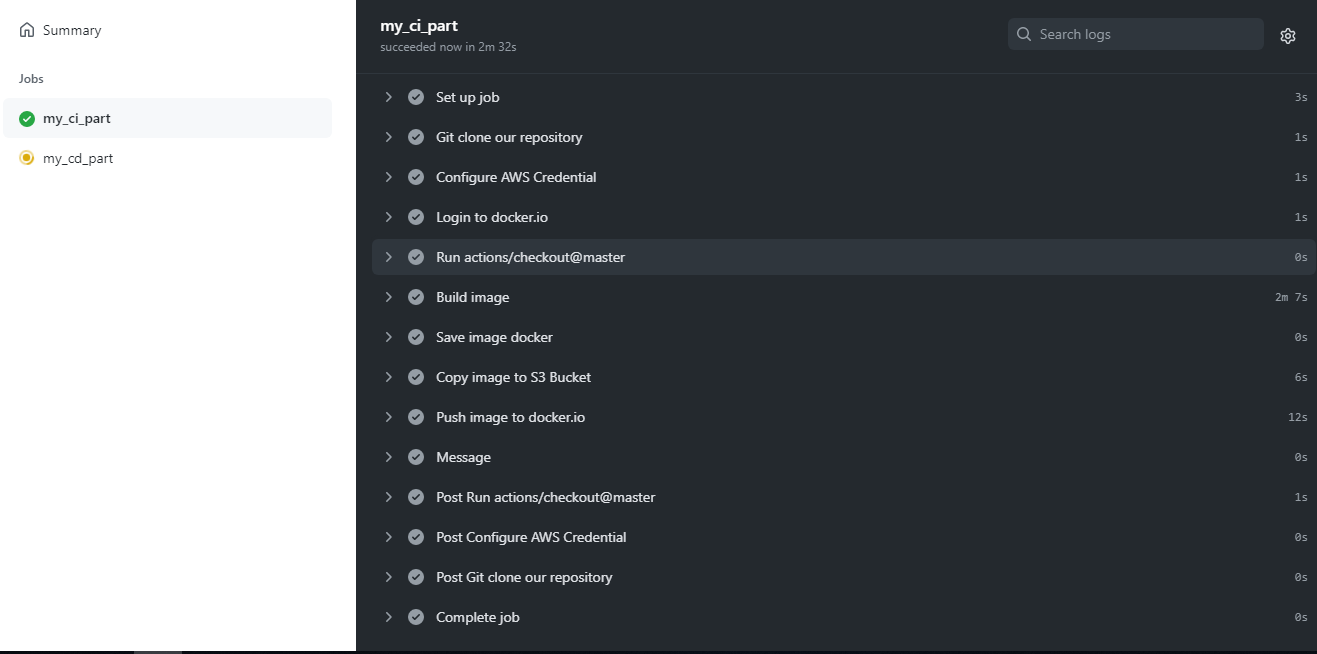 Summary
Jobs
my_ci_part
my_cd_part
my_ci_part
succeeded now in 2m 32s
Search logs
Set up job 3s
Git clone our repository 1s
Configure AWS Credential 1s
Login to docker.io 1s
Run actions/checkout@master 0s
Build image 2m 7s
Save image docker 0s
Copy image to S3 Bucket 6s
Push image to docker.io 12s
Message 0s
Post Run actions/checkout@master 1s
Post Configure AWS Credential 0s
Post Git clone our repository 0s
Complete job 0s